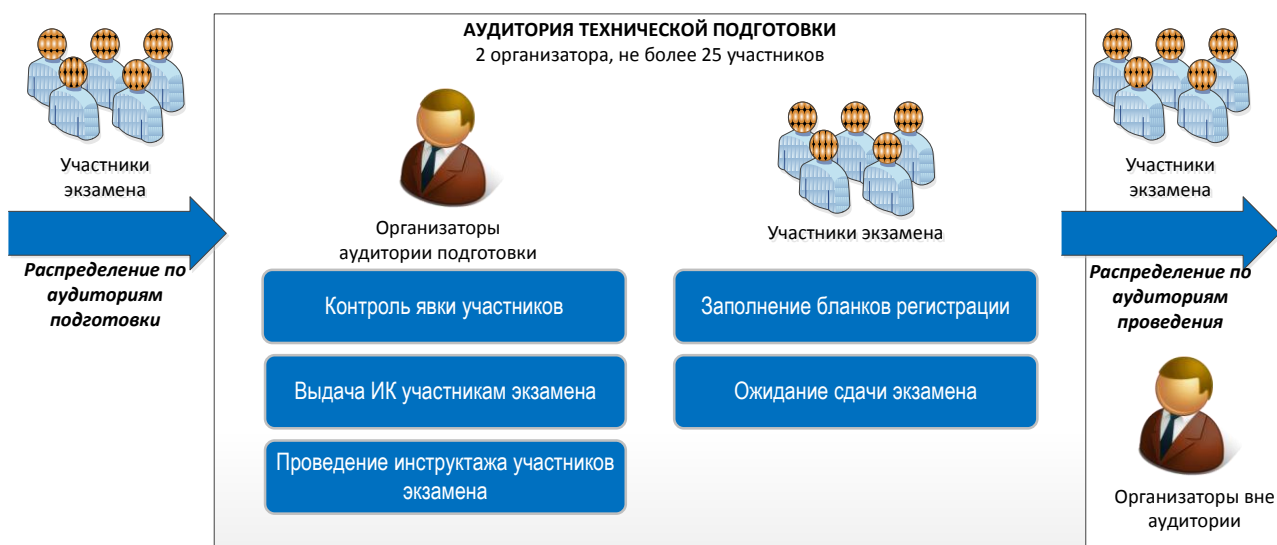 АУДИТОРИЯ ТЕХНИЧЕСКОЙ ПОДГОТОВКИ
2 организатора, не более 25 участников
Участники
экзамена
Распределение по
аудиториям
подготовки
Организаторы
аудитории подготовки
Контроль явки участников
Выдача ИК участникам экзамена
Проведение инструктажа участников
экзамена
Участники экзамена
Заполнение бланков регистрации
Ожидание сдачи экзамена
Участники
экзамена
Распределение по
аудиториям
проведения
Организаторы вне
аудитории